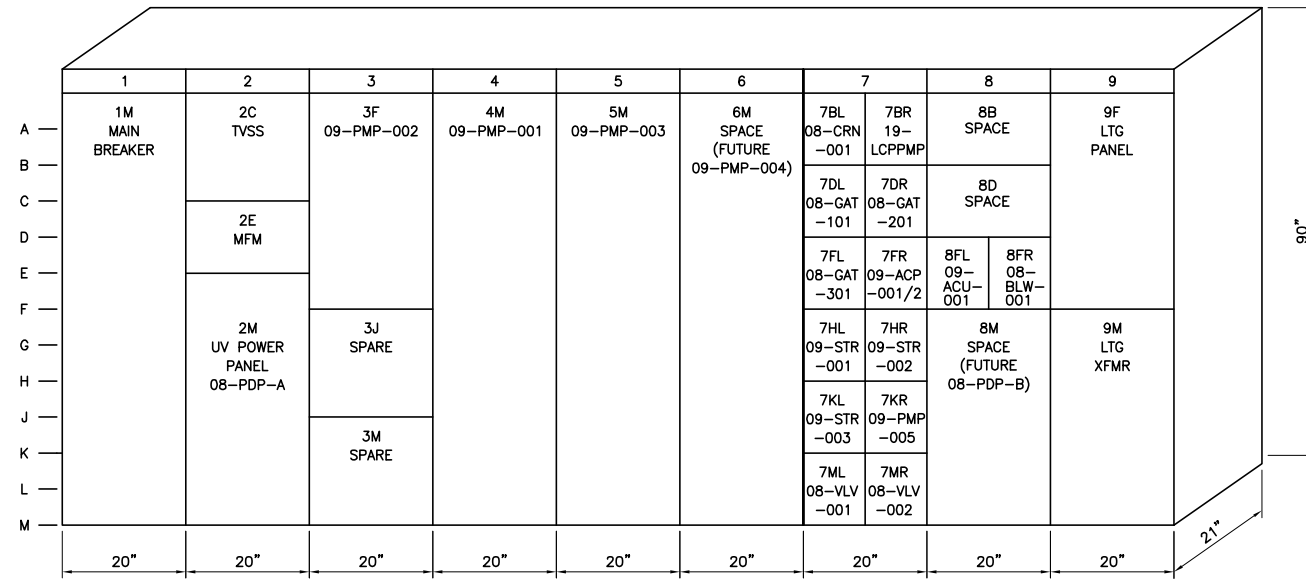 1
2
3
4
5
6
7
8
9
A
B
C
D
E
F
G
H
J
K
L
M
1M
MAIN
BREAKER
2C
TVSS
2E
MFM
2M
UV POWER
PANEL
08-PDP-A
3F
09-PMP-002
3J
SPARE
3M
SPARE
4M
09-PMP-001
5M
09-PMP-003
6M
SPACE
(FUTURE
09-PMP-004)
7BL
08-CRN
-001
7BR
19-
LCPPMP
7DL
08-GAT
-101
7DR
08-GAT
-201
7FL
08-GAT
-301
7FR
09-ACP
-001/2
7HL
09-STR
-001
7HR
09-STR
-002
7KL
09-STR
-003
7KR
09-PMP
-005
7ML
08-VLV
-001
7MR
08-VLV
-002
8B
SPACE
8D
SPACE
8FL
09-
ACU-
001
8FR
08-
BLW-
001
8M
SPACE
(FUTURE
08-PDP-B)
9F
LTG
PANEL
9M
LTG
XFMR
90"
21"
20"
20"
20"
20"
20"
20"
20"
20"
20"